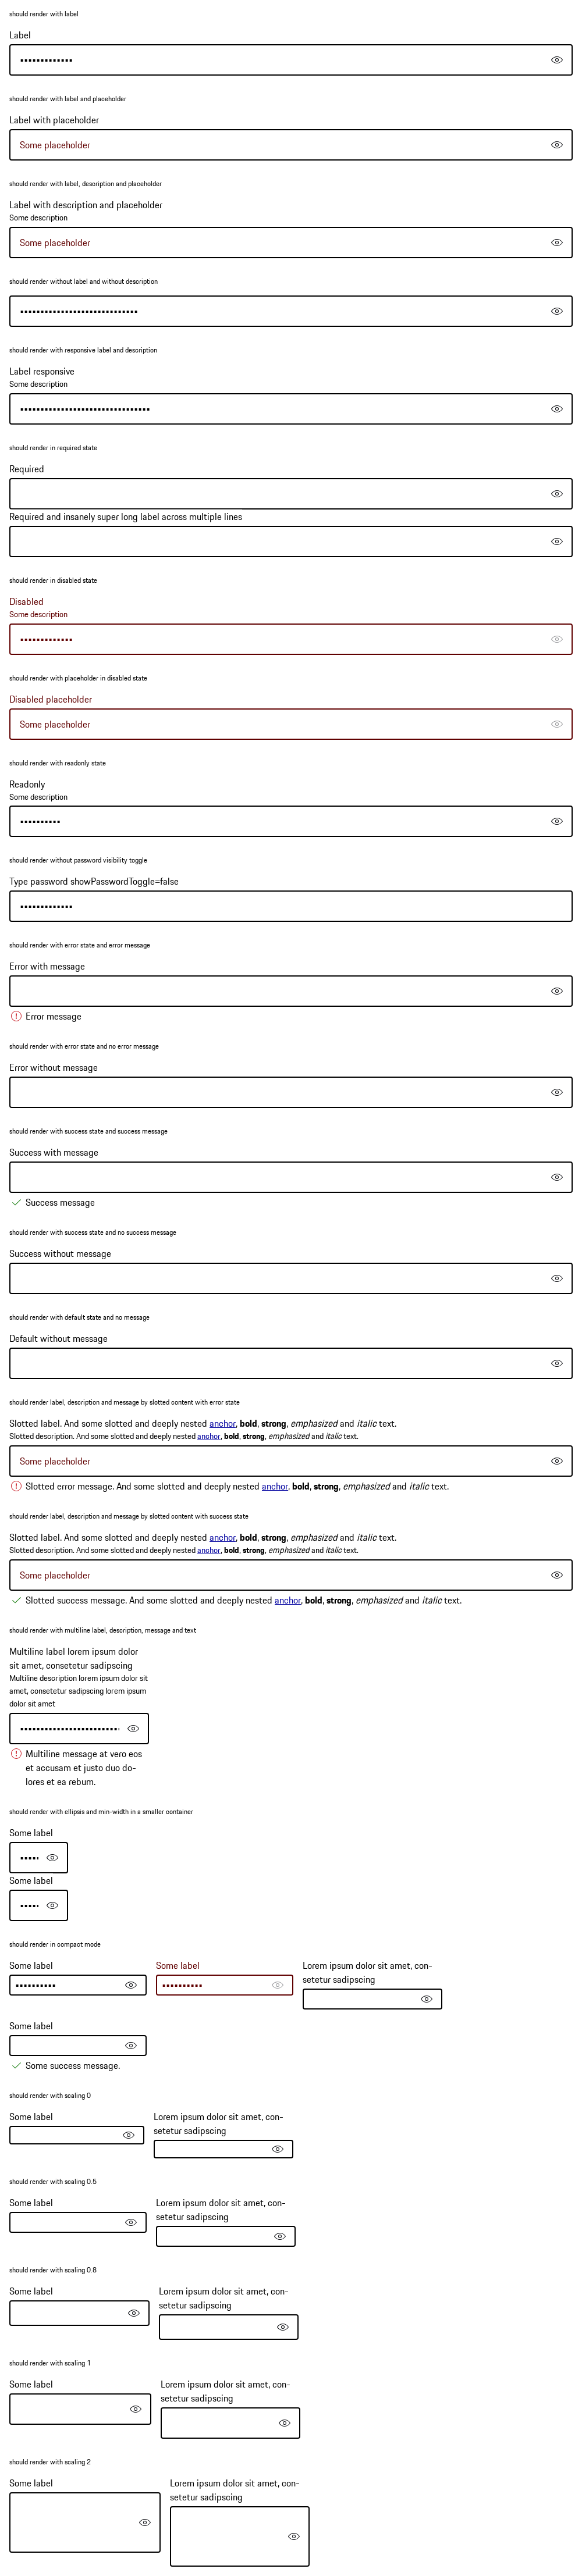 should render with label
Label
•••••••••••••
should render with label and placeholder
Label with placeholder
Some placeholder
should render with label, description and placeholder
Label with description and placeholder
Some description
Some placeholder
should render without label and without description
•••••••••••••••••••••••••••••
should render with responsive label and description
Label responsive
Some description
••••••••••••••••••••••••••••••••
should render in required state
Required
Required and insanely super long label across multiple lines
should render in disabled state
Disabled
Some description
•••••••••••••
should render with placeholder in disabled state
Disabled placeholder
Some placeholder
should render with readonly state
Readonly
Some description
••••••••••
should render without password visibility toggle
Type password showPasswordToggle=false
•••••••••••••
should render with error state and error message
Error with message
Error message
should render with error state and no error message
Error without message
should render with success state and success message
Success with message
Success message
should render with success state and no success message
Success without message
should render with default state and no message
Default without message
should render label, description and message by slotted content with error state
Slotted label. And some slotted and deeply nested anchor, bold, strong, emphasized and italic text.
Slotted description. And some slotted and deeply nested anchor, bold, strong, emphasized and italic text.
Some placeholder
Slotted error message. And some slotted and deeply nested anchor, bold, strong, emphasized and italic text.
should render label, description and message by slotted content with success state
Slotted label. And some slotted and deeply nested anchor, bold, strong, emphasized and italic text.
Slotted description. And some slotted and deeply nested anchor, bold, strong, emphasized and italic text.
Some placeholder
Slotted success message. And some slotted and deeply nested anchor, bold, strong, emphasized and italic text.
should render with multiline label, description, message and text
Multiline label lorem ipsum dolor
sit amet, consetetur sadipscing
Multiline description lorem ipsum dolor sit
amet, consetetur sadipscing lorem ipsum
dolor sit amet
•••••••••••••••••••••••••
Multiline message at vero eos
et accusam et justo duo do-
lores et ea rebum.
should render with ellipsis and min-width in a smaller container
Some label
•••••
Some label
•••••
should render in compact mode
Some label
••••••••••
Some label
••••••••••
Lorem ipsum dolor sit amet, con-
setetur sadipscing
Some label
Some success message.
should render with scaling 0
Some label
Lorem ipsum dolor sit amet, con-
setetur sadipscing
should render with scaling 0.5
Some label
Lorem ipsum dolor sit amet, con-
setetur sadipscing
should render with scaling 0.8
Some label
Lorem ipsum dolor sit amet, con-
setetur sadipscing
should render with scaling 1
Some label
Lorem ipsum dolor sit amet, con-
setetur sadipscing
should render with scaling 2
Some label
Lorem ipsum dolor sit amet, con-
setetur sadipscing